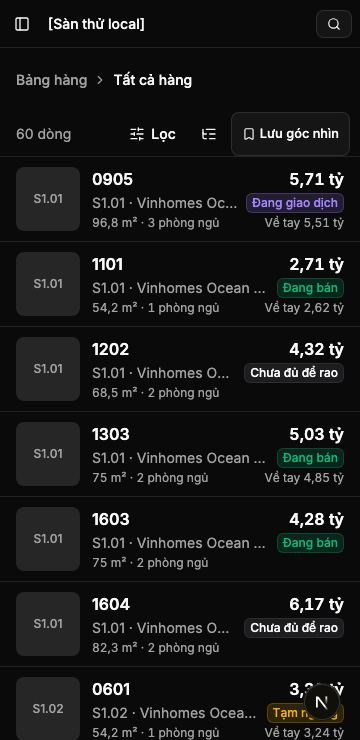 [Sàn thử local]
Bảng hàng > Tất cả hàng
60 dòng Lọc Lưu góc nhìn
S1.01 0905 5,71 tỷ
S1.01 · Vinhomes Oc... Đang giao dịch
96,8 m² · 3 phòng ngủ Về tay 5,51 tỷ
S1.01 1101 2,71 tỷ
S1.01 · Vinhomes Ocean ... Đang bán
54,2 m² · 1 phòng ngủ Về tay 2,62 tỷ
S1.01 1202 4,32 tỷ
S1.01 · Vinhomes O... Chưa đủ để rao
68,5 m² · 2 phòng ngủ
S1.01 1303 5,03 tỷ
S1.01 · Vinhomes Ocean ... Đang bán
75 m² · 2 phòng ngủ Về tay 4,85 tỷ
S1.01 1603 4,28 tỷ
S1.01 · Vinhomes Ocean ... Đang bán
75 m² · 2 phòng ngủ
S1.01 1604 6,17 tỷ
S1.01 · Vinhomes O... Chưa đủ để rao
82,3 m² · 2 phòng ngủ
S1.02 0601 tỷ
S1.02 · Vinhomes Ocea... Tạm
54,2 m² · 1 phòng ngủ Về tay 3,24 tỷ
N